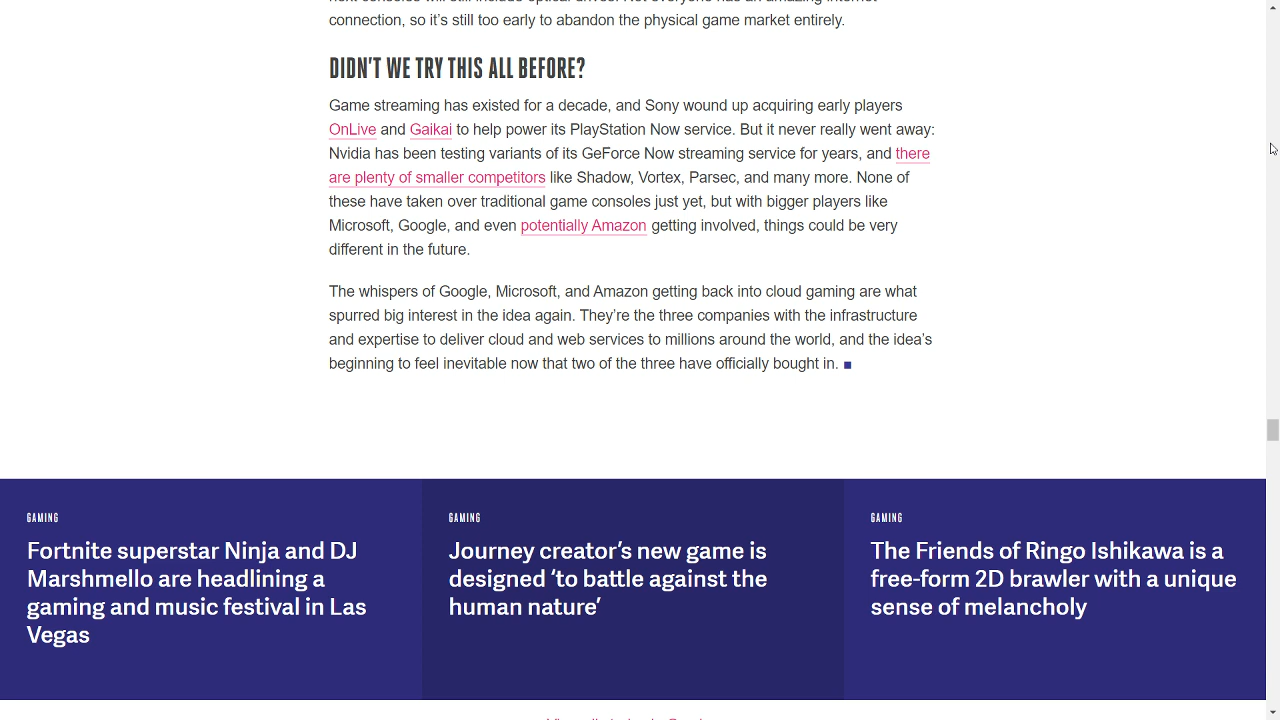 connection, so it's still too early to abandon the physical game market entirely.
DIDN'T WE TRY THIS ALL BEFORE?
Game streaming has existed for a decade, and Sony wound up acquiring early players
OnLive and Gaikai to help power its PlayStation Now service. But it never really went away:
Nvidia has been testing variants of its GeForce Now streaming service for years, and there
are plenty of smaller competitors like Shadow, Vortex, Parsec, and many more. None of
these have taken over traditional game consoles just yet, but with bigger players like
Microsoft, Google, and even potentially Amazon getting involved, things could be very
different in the future.
The whispers of Google, Microsoft, and Amazon getting back into cloud gaming are what
spurred big interest in the idea again. They're the three companies with the infrastructure
and expertise to deliver cloud and web services to millions around the world, and the idea's
beginning to feel inevitable now that two of the three have officially bought in.
GAMING
Fortnite superstar Ninja and DJ
Marshmello are headlining a
gaming and music festival in Las
Vegas
GAMING
Journey creator's new game is
designed ‘to battle against the
human nature’
GAMING
The Friends of Ringo Ishikawa is a
free-form 2D brawler with a unique
sense of melancholy